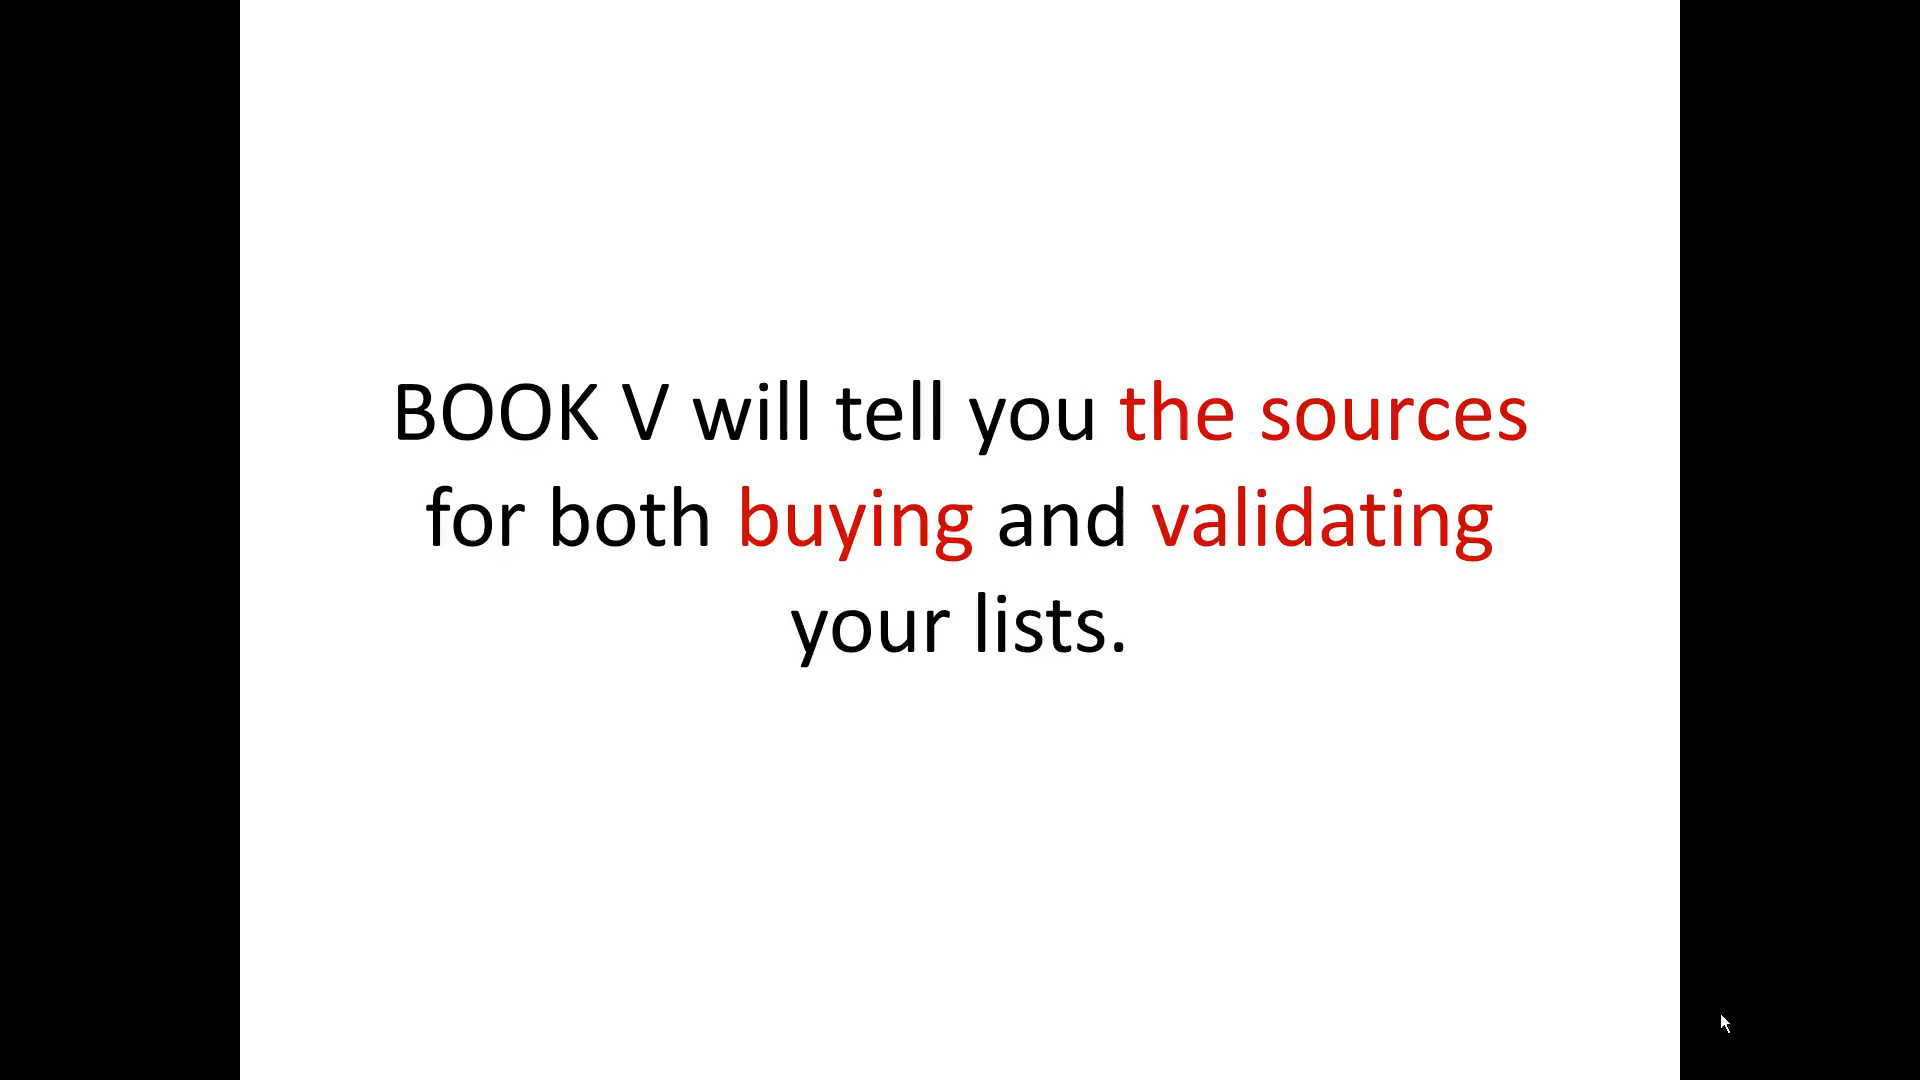 BOOK V will tell you the sources
for both buying and validating
your lists.